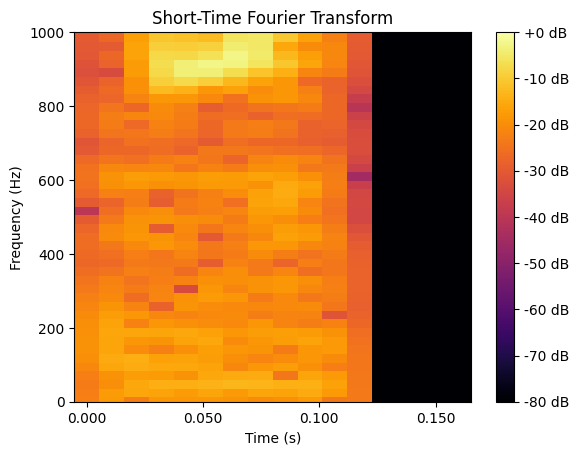 Short-Time Fourier Transform
1000
800
600
400
200
0
Frequency (Hz)
0.000
0.050
0.100
0.150
Time (s)
+0 dB
-10 dB
-20 dB
-30 dB
-40 dB
-50 dB
-60 dB
-70 dB
-80 dB